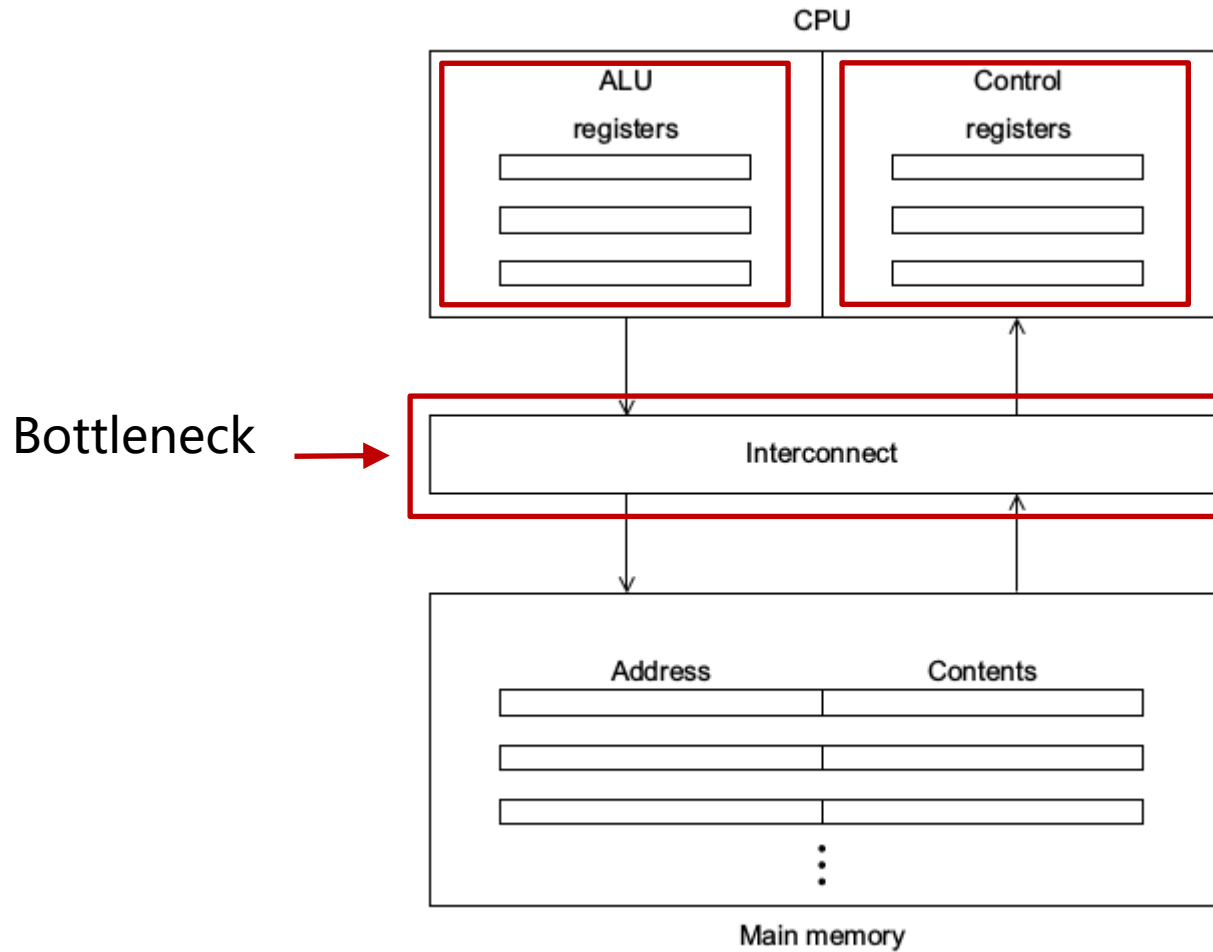 CPU
ALU
Control
registers
registers
Bottleneck
Interconnect
Address
Contents
Main memory